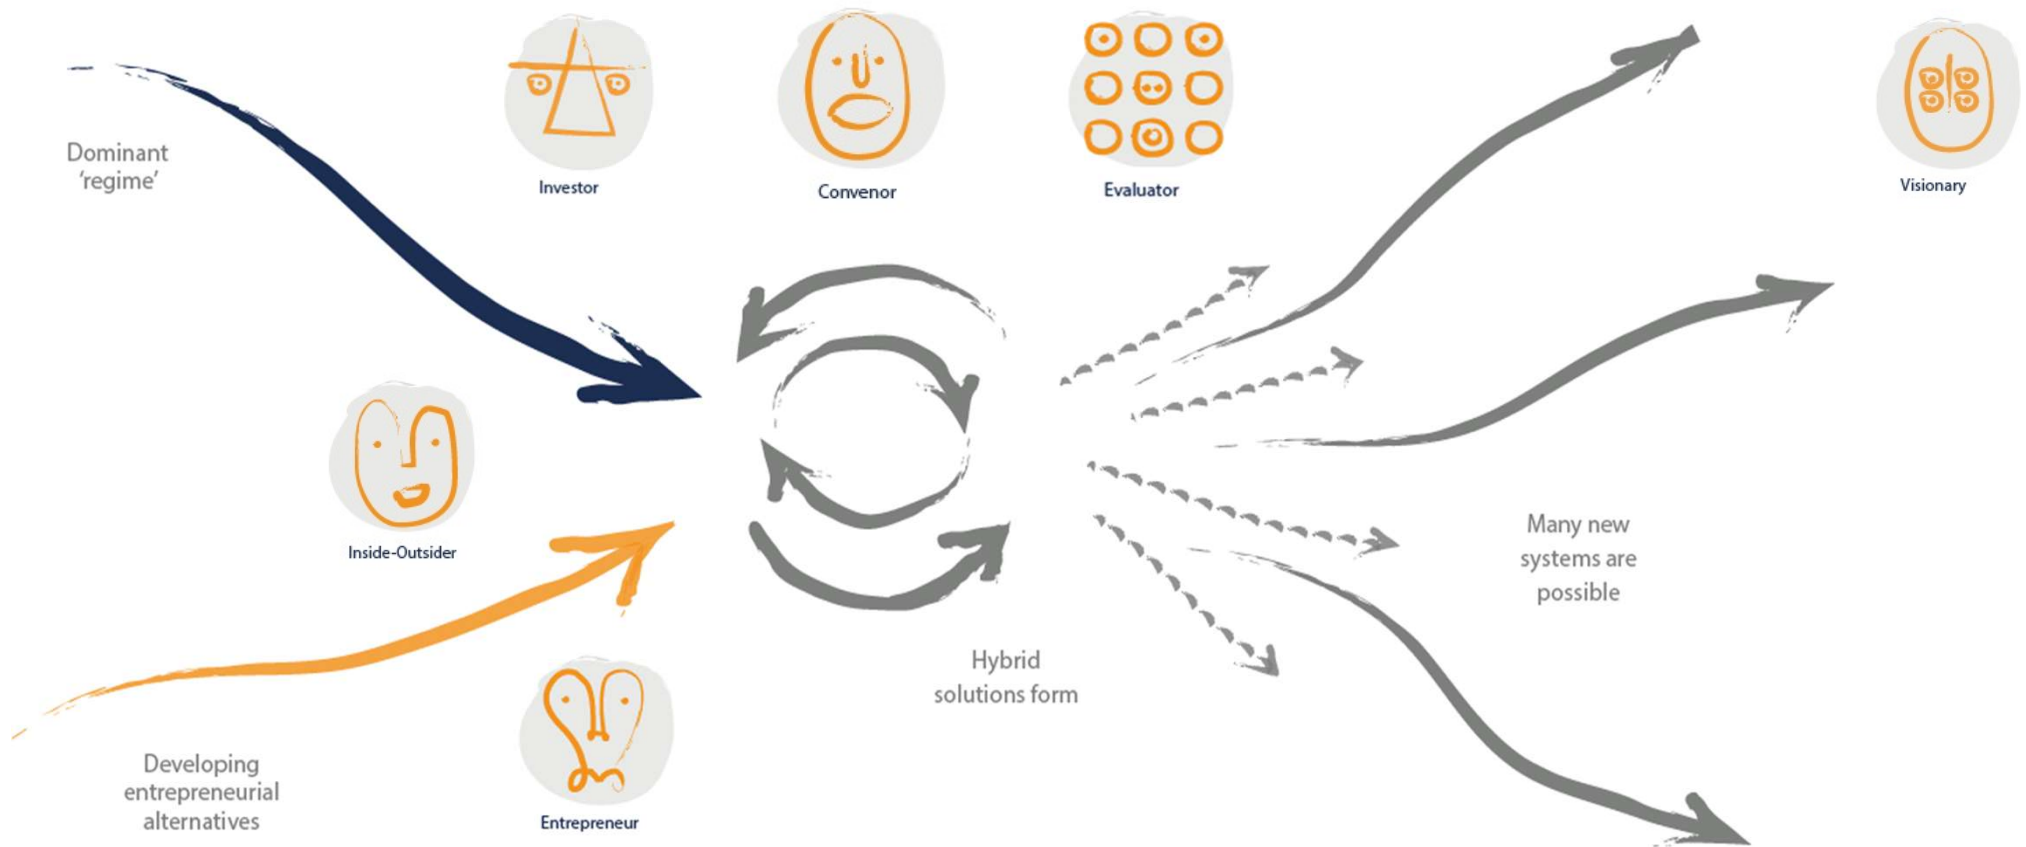 Dominant
‘regime’
Investor
Convenor
Evaluator
Visionary
Inside-Outsider
Many new
systems are
possible
Hybrid
solutions form
Developing
entrepreneurial
alternatives
Entrepreneur